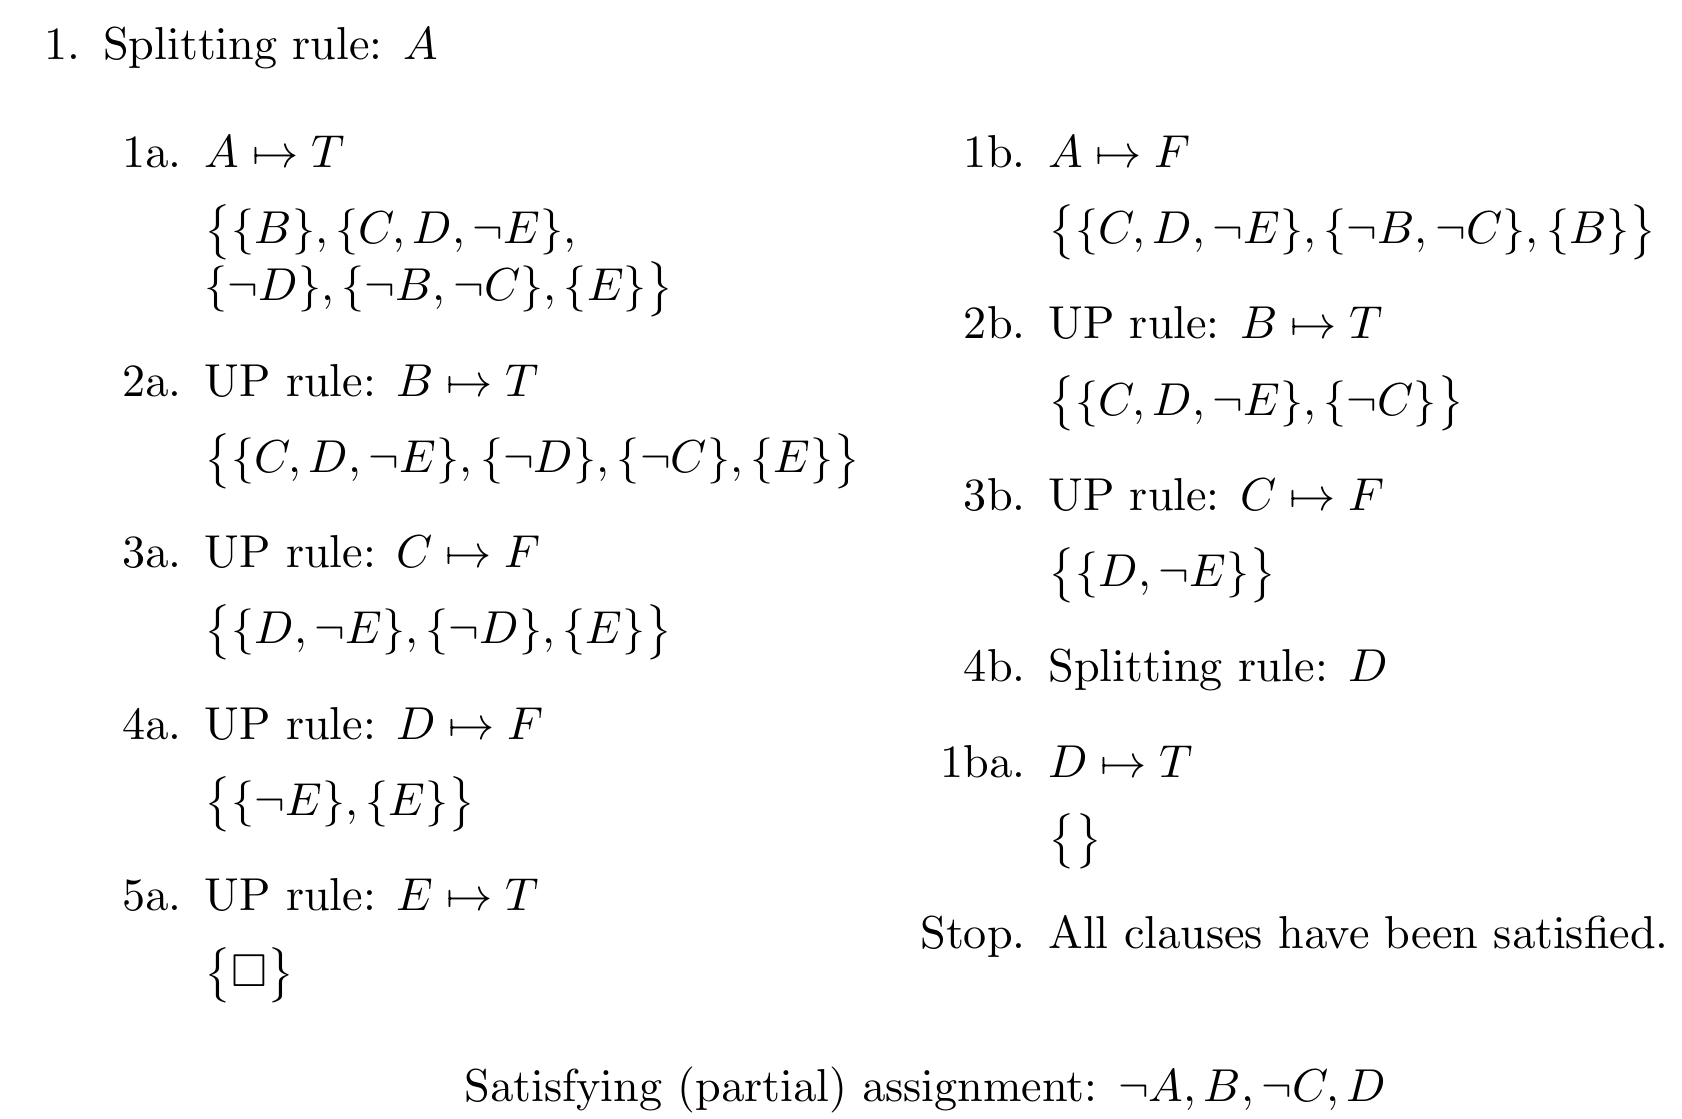 1. Splitting rule: A
1a. A ↦ T
{{B}, {C, D, ¬E},
{¬D}, {¬B, ¬C}, {E}}
2a. UP rule: B ↦ T
{{C, D, ¬E}, {¬D}, {¬C}, {E}}
3a. UP rule: C ↦ F
{{D, ¬E}, {¬D}, {E}}
4a. UP rule: D ↦ F
{{¬E}, {E}}
5a. UP rule: E ↦ T
{□}
1b. A ↦ F
{{C, D, ¬E}, {¬B, ¬C}, {B}}
2b. UP rule: B ↦ T
{{C, D, ¬E}, {¬C}}
3b. UP rule: C ↦ F
{{D, ¬E}}
4b. Splitting rule: D
1ba. D ↦ T
{}
Stop. All clauses have been satisfied.
Satisfying (partial) assignment: ¬A, B, ¬C, D